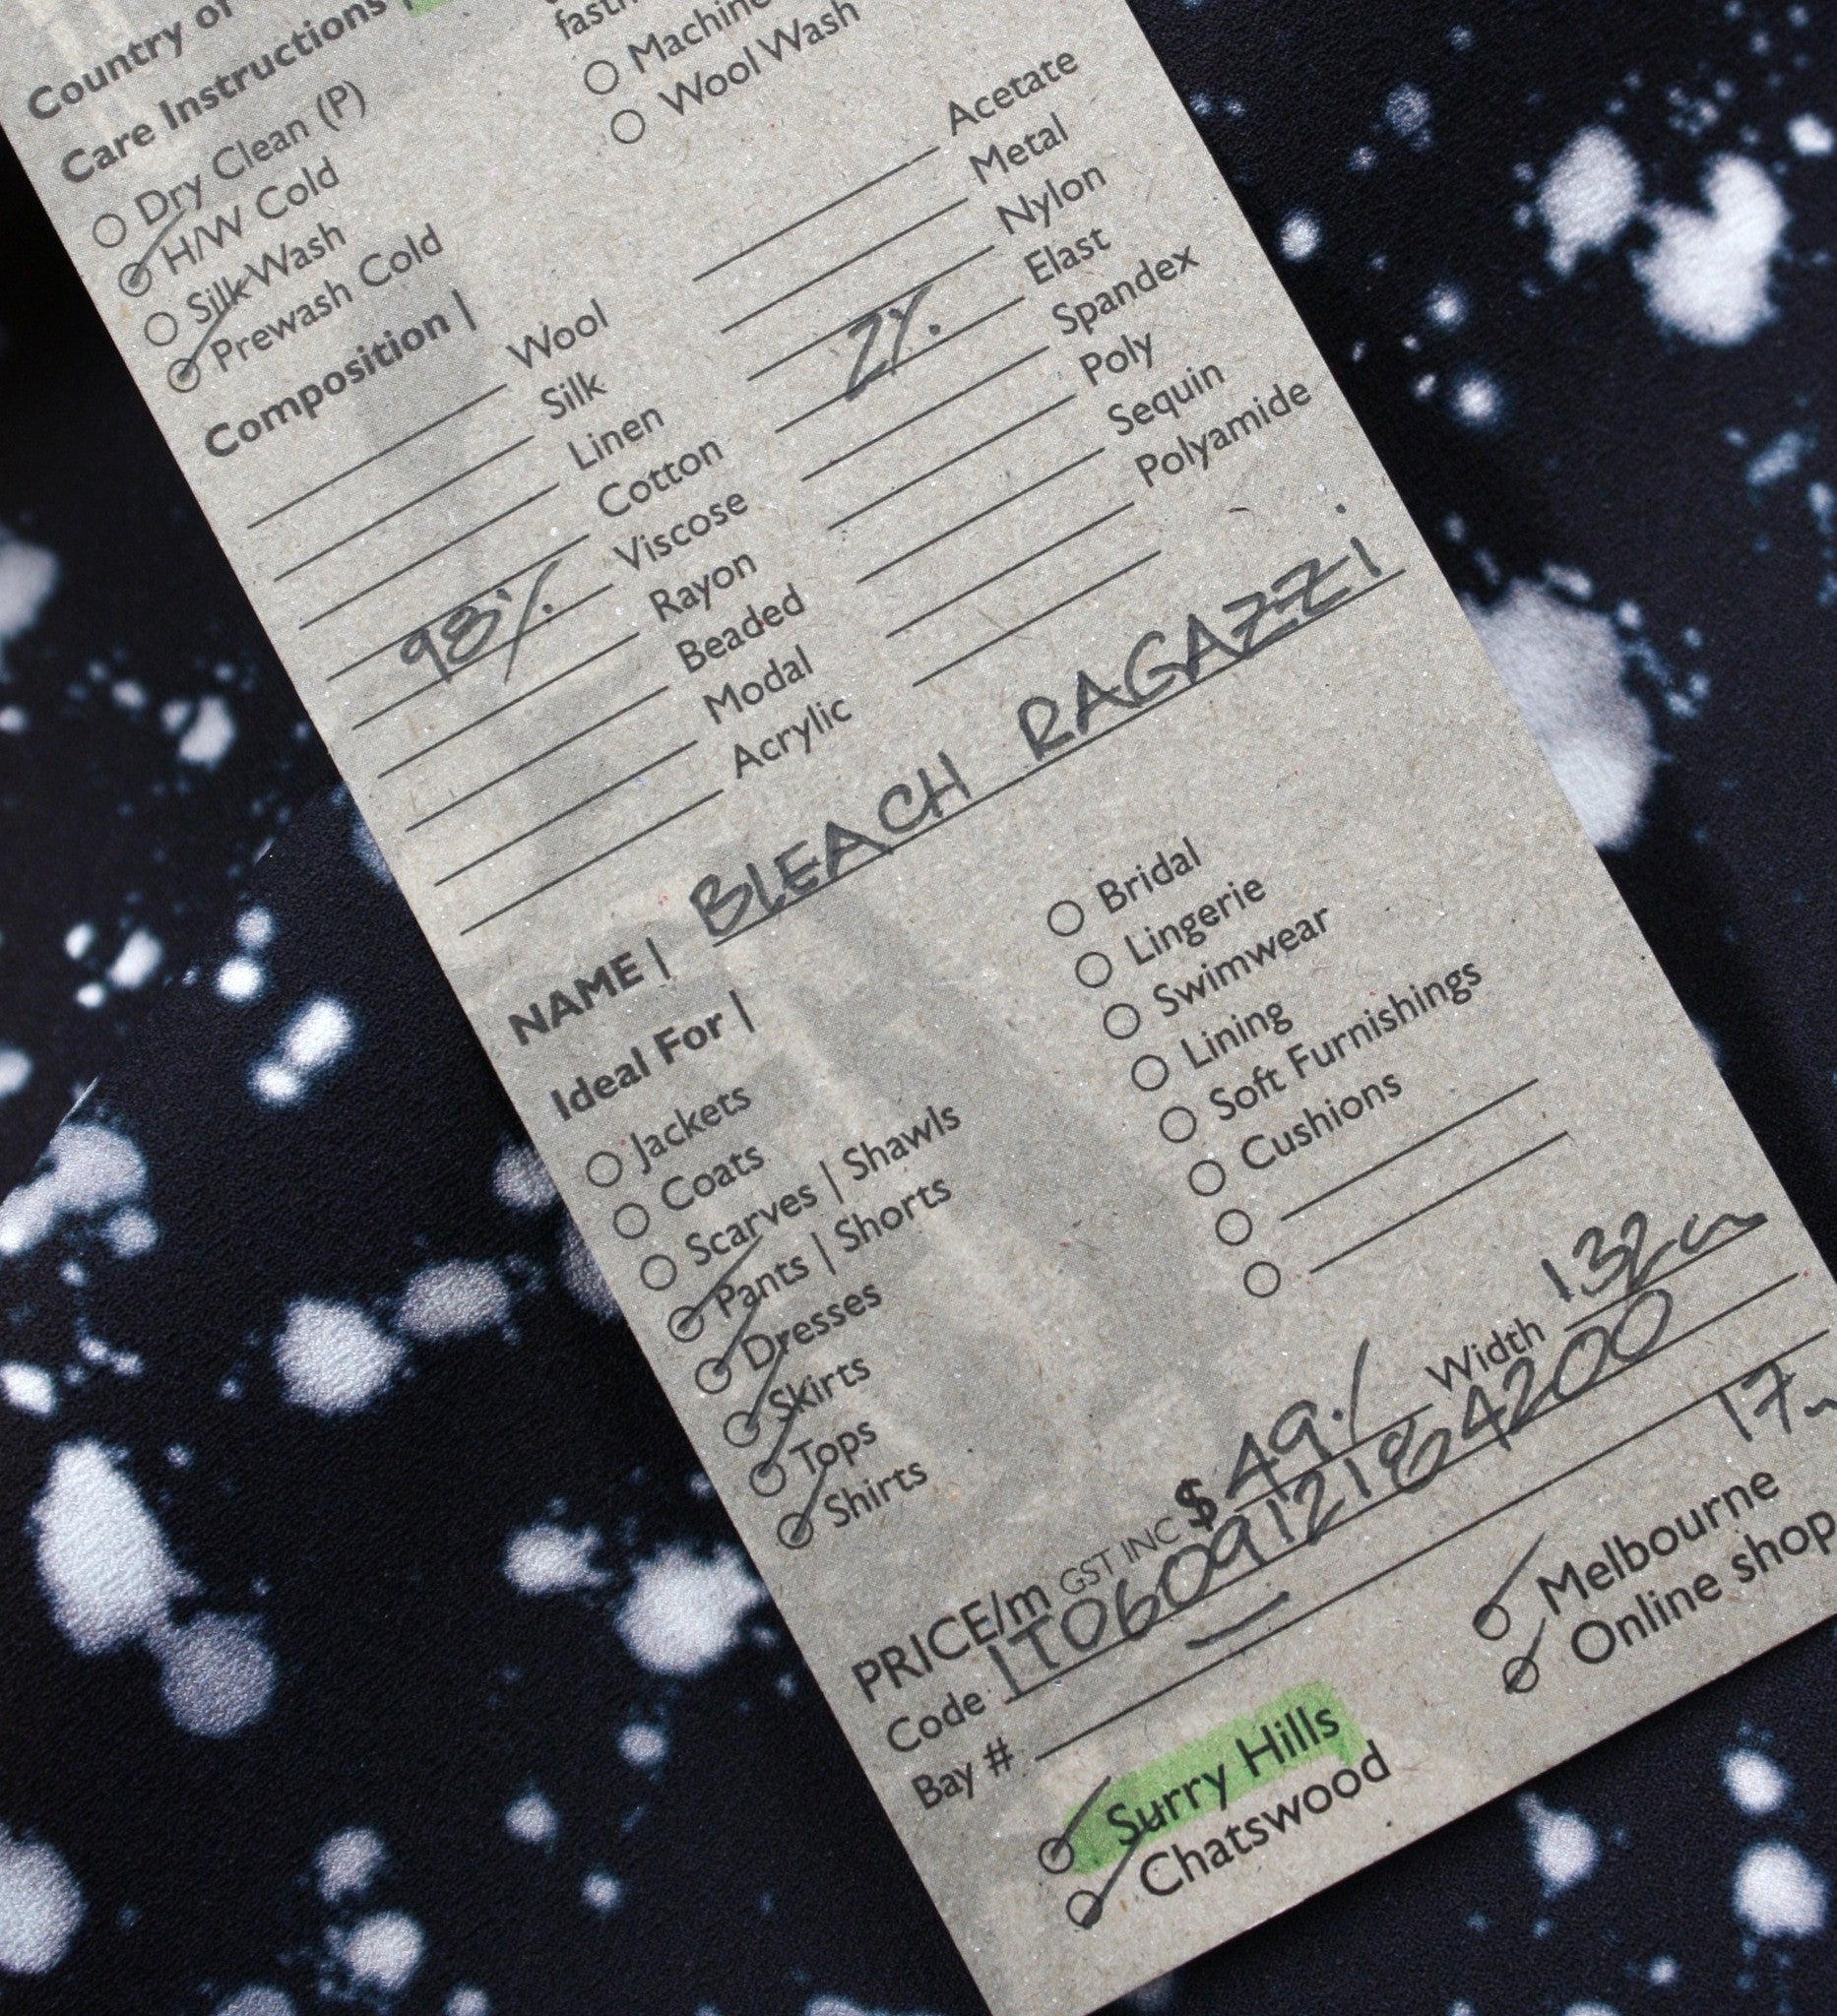 Country of
Care Instructions |
Dry Clean (P)
H/W Cold
Silk Wash
Prewash Cold
Machine
Wool Wash
Composition |
Wool
Silk
Linen
Cotton
98% Viscose
Rayon
Beaded
Modal
Acrylic
Acetate
Metal
Nylon
2% Elast
Spandex
Poly
Sequin
Polyamide
NAME | BLEACH RAGAZZI
Ideal For |
Jackets
Coats
Scarves | Shawls
Pants | Shorts
Dresses
Skirts
Tops
Shirts
Bridal
Lingerie
Swimwear
Lining
Soft Furnishings
Cushions
PRICE/m GST INC $ 49./ Width 132cm
Code 1T060912184200
Bay # — 17m
Surry Hills
Chatswood
Melbourne
Online shop